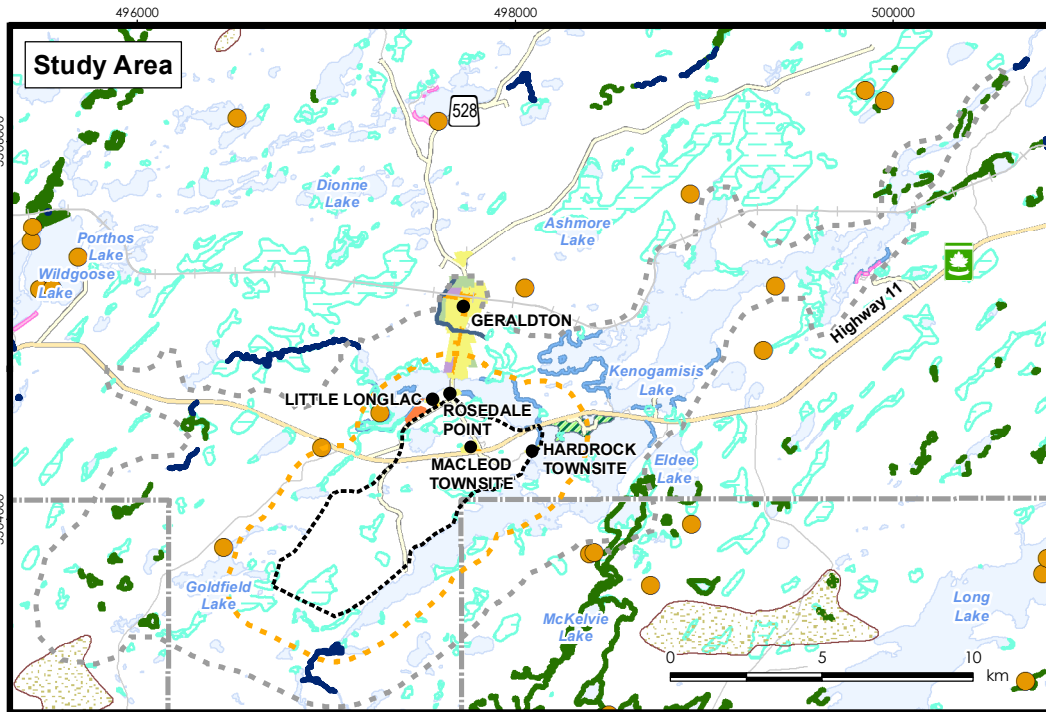 494000
498000
500000
Study Area
528
Dionne
Lake
Ashmore
Lake
Porthos
Lake
Wildgoose
Lake
GERALDTON
Highway 11
Kenogamisis
Lake
LITTLE LONGLAC
ROSEDALE
POINT
HARDROCK
TOWNSITE
MACLEOD
TOWNSITE
Eldee
Lake
Goldfield
Lake
McKelvie
Lake
Long
Lake
0
5
10
km